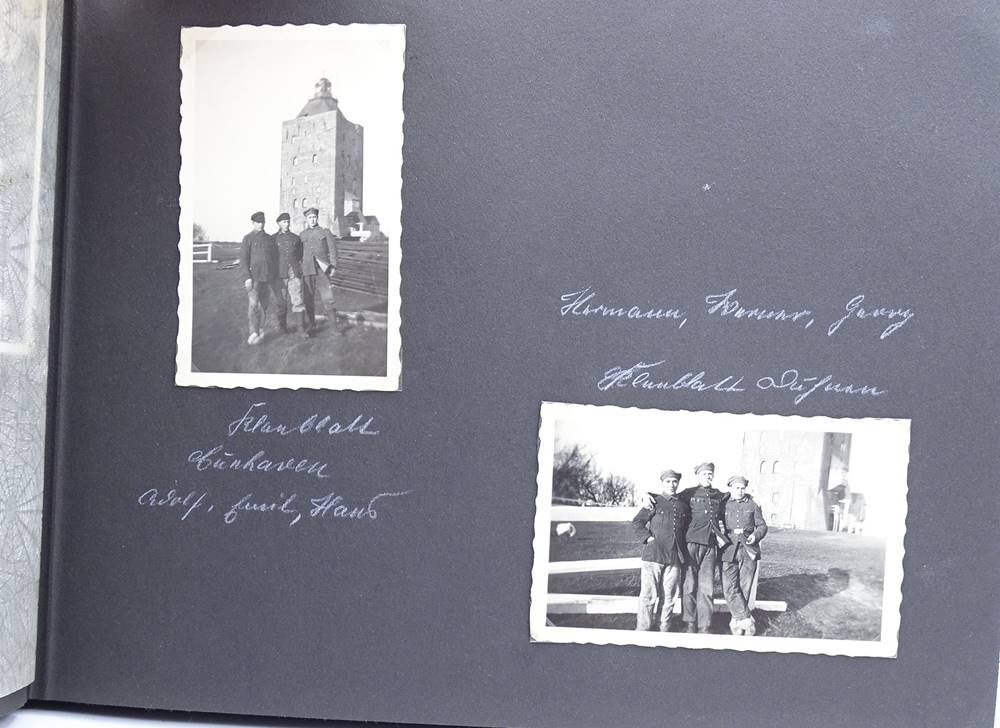 Kleeblatt
Cuxhaven
Adolf, Emil, Hans
Hermann, Werner, Georg
Kleeblatt Duhnen